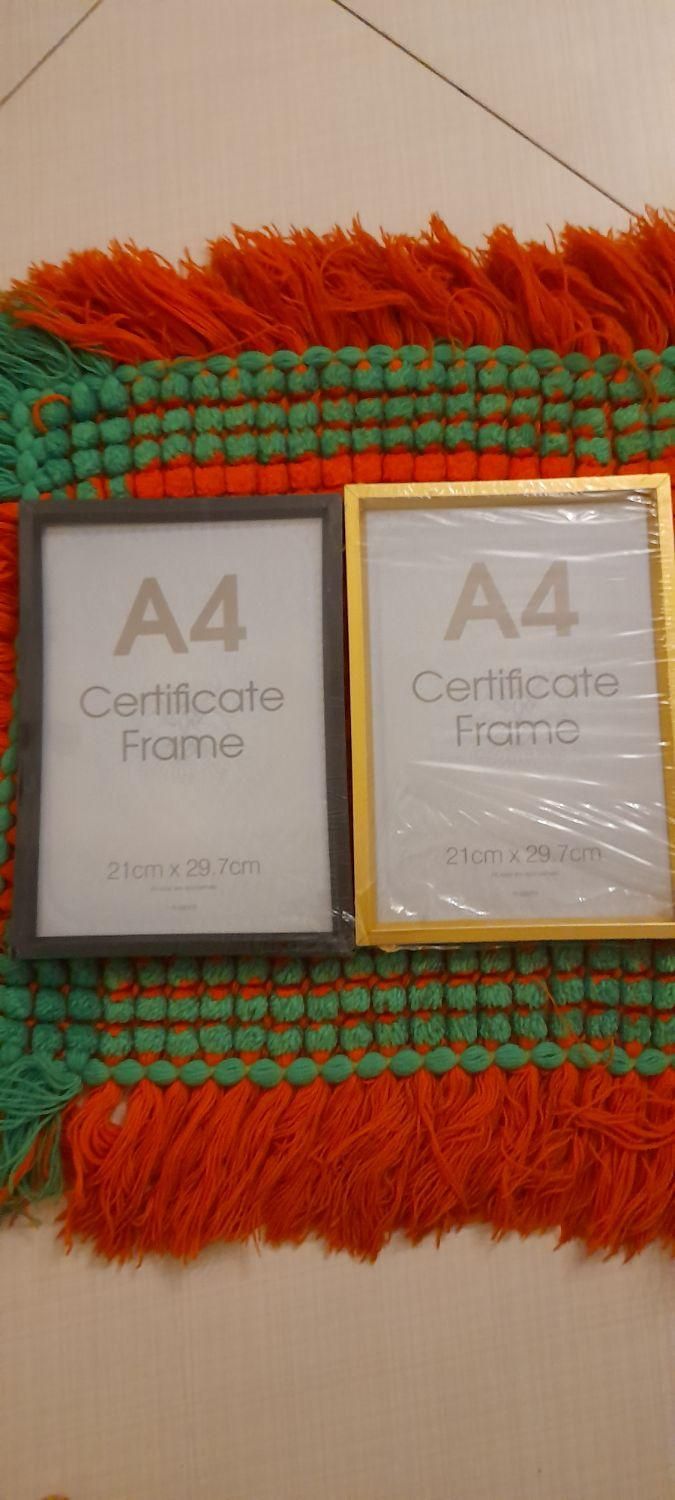 A4
Certificate
Frame
21cm x 29.7cm
A4
Certificate
Frame
21cm x 29.7cm